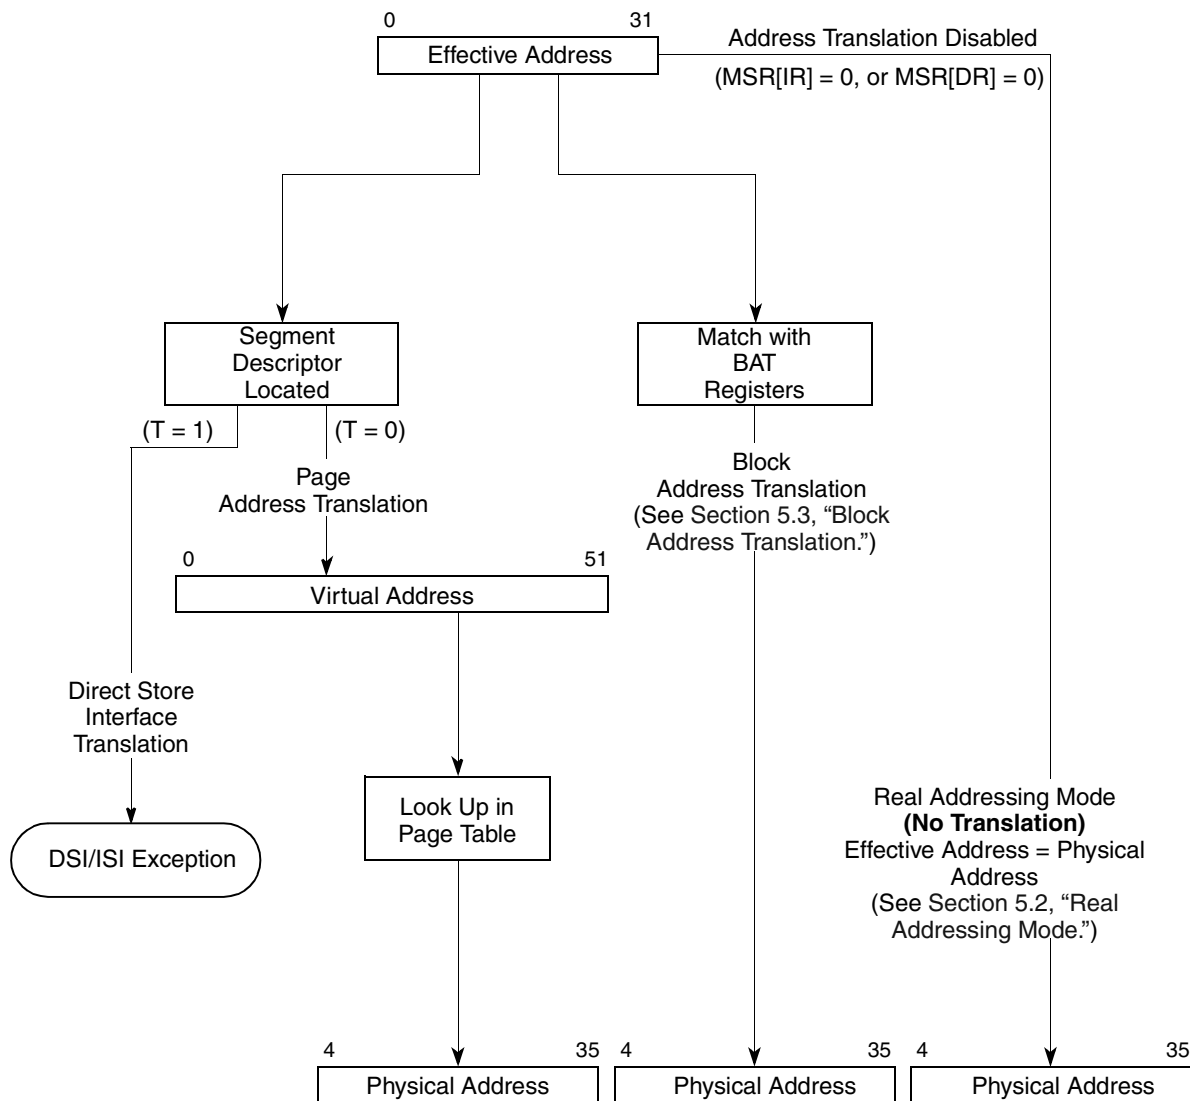 0 31
Effective Address
Address Translation Disabled
(MSR[IR] = 0, or MSR[DR] = 0)
Segment
Descriptor
Located
Match with
BAT
Registers
(T = 1)
(T = 0)
Page
Address Translation
Block
Address Translation
(See Section 5.3, “Block
Address Translation.”)
0 51
Virtual Address
Direct Store
Interface
Translation
DSI/ISI Exception
Look Up in
Page Table
Real Addressing Mode
(No Translation)
Effective Address = Physical
Address
(See Section 5.2, “Real
Addressing Mode.”)
4 35
Physical Address
4 35
Physical Address
4 35
Physical Address